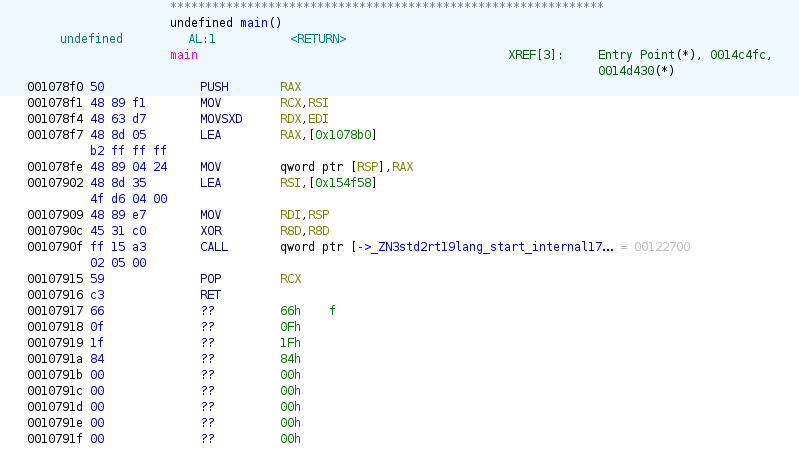 **************************************************************
undefined main()
undefined AL:1 <RETURN>
main XREF[3]: Entry Point(*), 0014c4fc,
0014d430(*)
001078f0 50 PUSH RAX
001078f1 48 89 f1 MOV RCX,RSI
001078f4 48 63 d7 MOVSXD RDX,EDI
001078f7 48 8d 05 LEA RAX,[0x1078b0]
b2 ff ff ff
001078fe 48 89 04 24 MOV qword ptr [RSP],RAX
00107902 48 8d 35 LEA RSI,[0x154f58]
4f d6 04 00
00107909 48 89 e7 MOV RDI,RSP
0010790c 45 31 c0 XOR R8D,R8D
0010790f ff 15 a3 CALL qword ptr [->_ZN3std2rt19lang_start_internal17... = 00122700
02 05 00
00107915 59 POP RCX
00107916 c3 RET
00107917 66 ?? 66h f
00107918 0f ?? 0Fh
00107919 1f ?? 1Fh
0010791a 84 ?? 84h
0010791b 00 ?? 00h
0010791c 00 ?? 00h
0010791d 00 ?? 00h
0010791e 00 ?? 00h
0010791f 00 ?? 00h